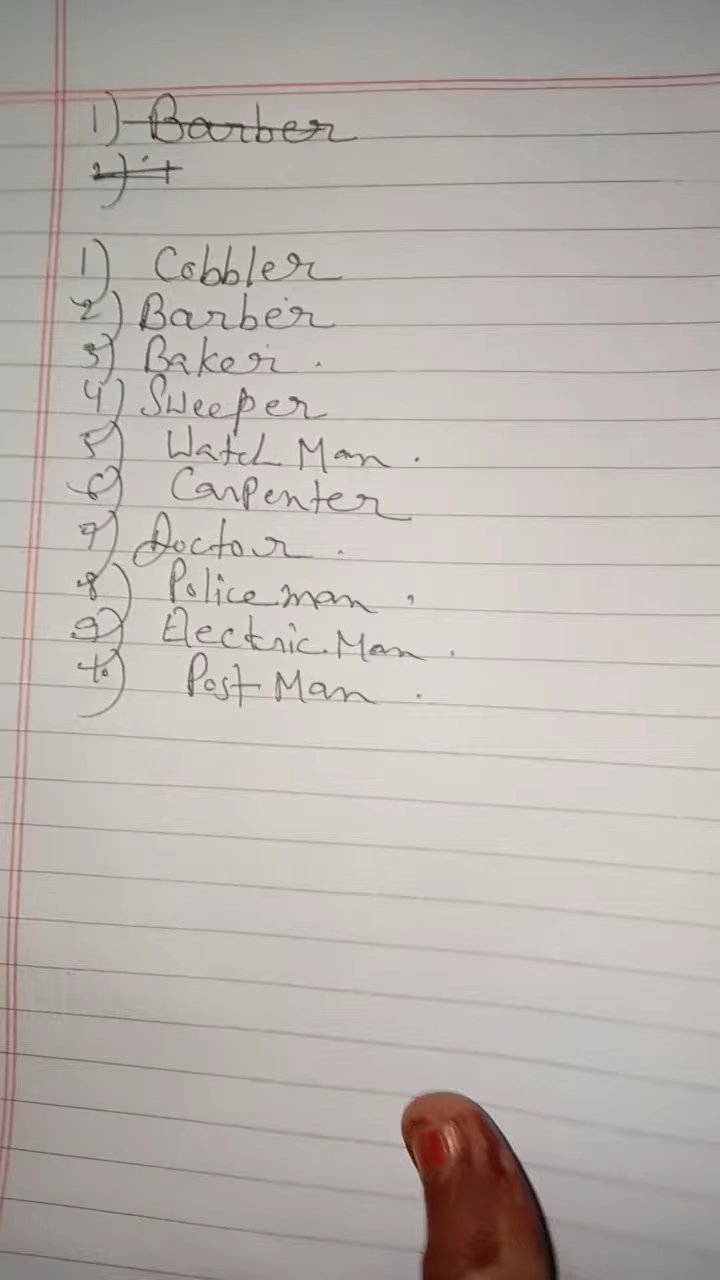 1) Barber
2)
1) Cobbler
2) Barber
3) Baker.
4) Sweeper
5) Watch Man.
6) Carpenter
7) Doctour.
8) Police man,
9) Electric Man.
10) Post Man.